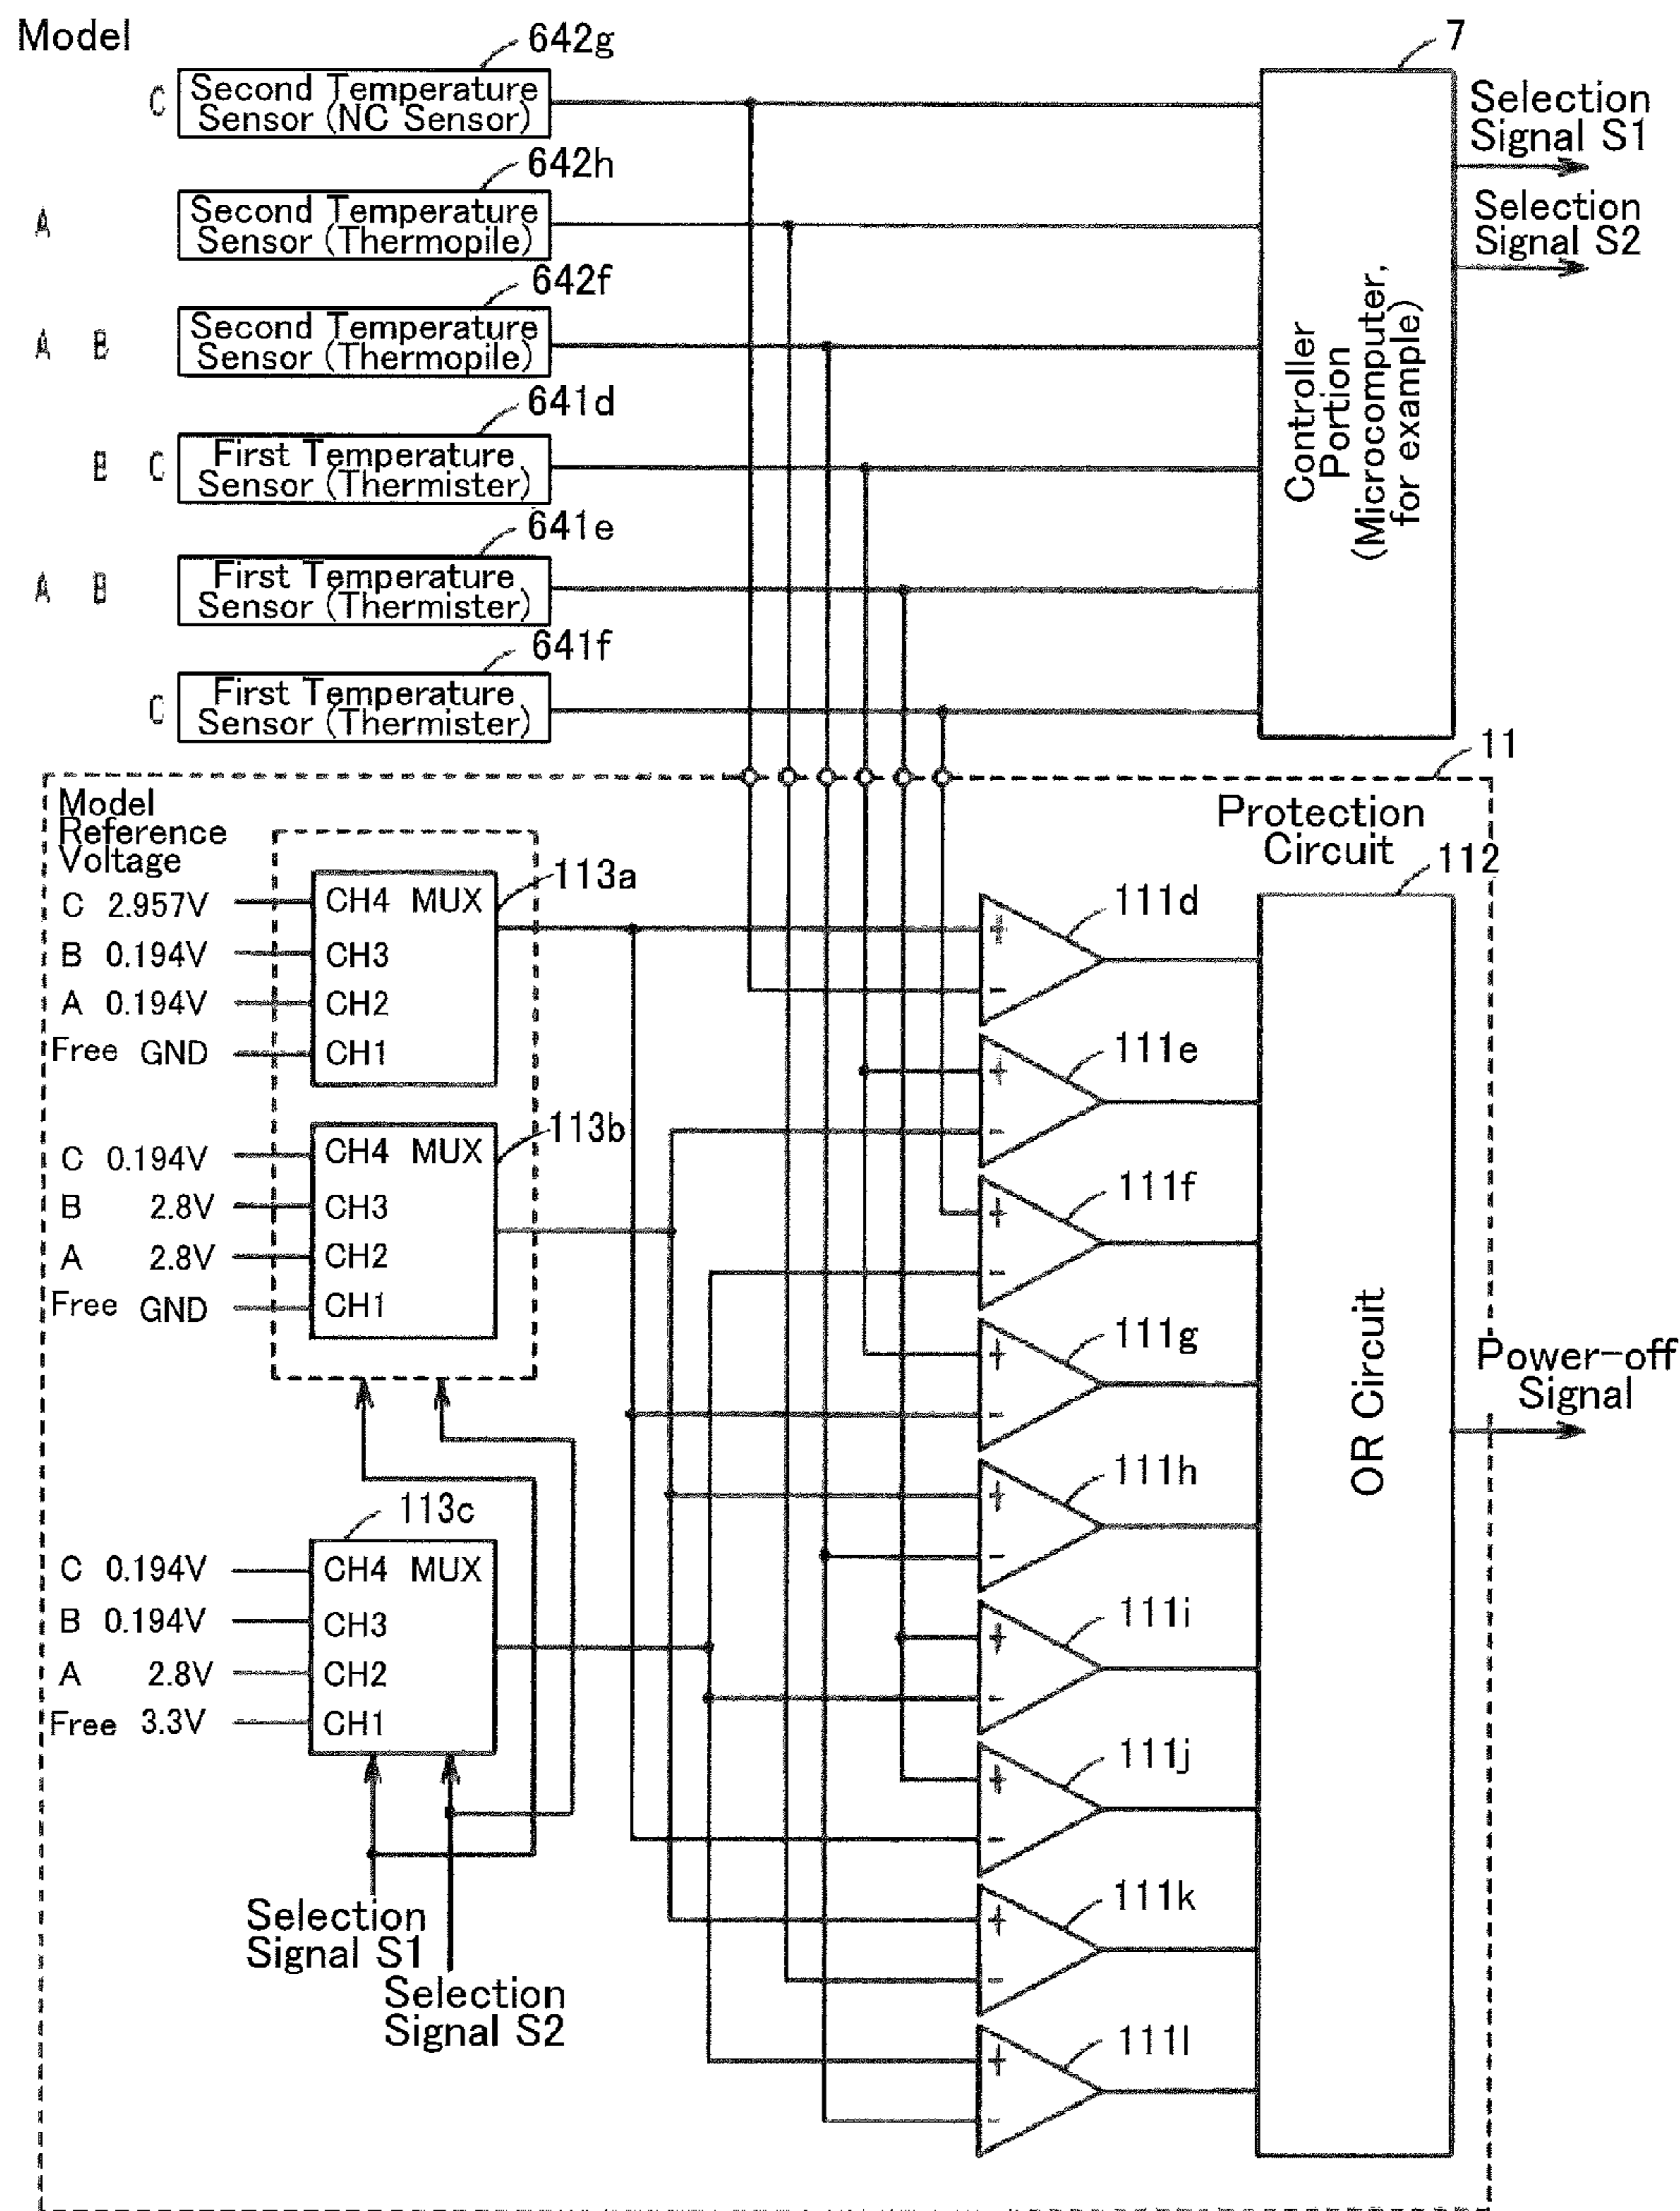 Model
642g
C Second Temperature
Sensor (NC Sensor)
642h
A Second Temperature
Sensor (Thermopile)
642f
A B Second Temperature
Sensor (Thermopile)
641d
B C First Temperature
Sensor (Thermister)
641e
A B First Temperature
Sensor (Thermister)
641f
C First Temperature
Sensor (Thermister)
7
Controller
Portion
(Microcomputer,
for example)
Selection
Signal S1
Selection
Signal S2
11
Protection
Circuit
Model
Reference
Voltage
113a
C 2.957V CH4 MUX
B 0.194V CH3
A 0.194V CH2
Free GND CH1
113b
C 0.194V CH4 MUX
B 2.8V CH3
A 2.8V CH2
Free GND CH1
113c
C 0.194V CH4 MUX
B 0.194V CH3
A 2.8V CH2
Free 3.3V CH1
Selection
Signal S1
Selection
Signal S2
111d
+
-
111e
+
-
111f
+
-
111g
+
-
111h
+
-
111i
+
-
111j
+
-
111k
+
-
111l
+
-
112
OR Circuit
Power-off
Signal